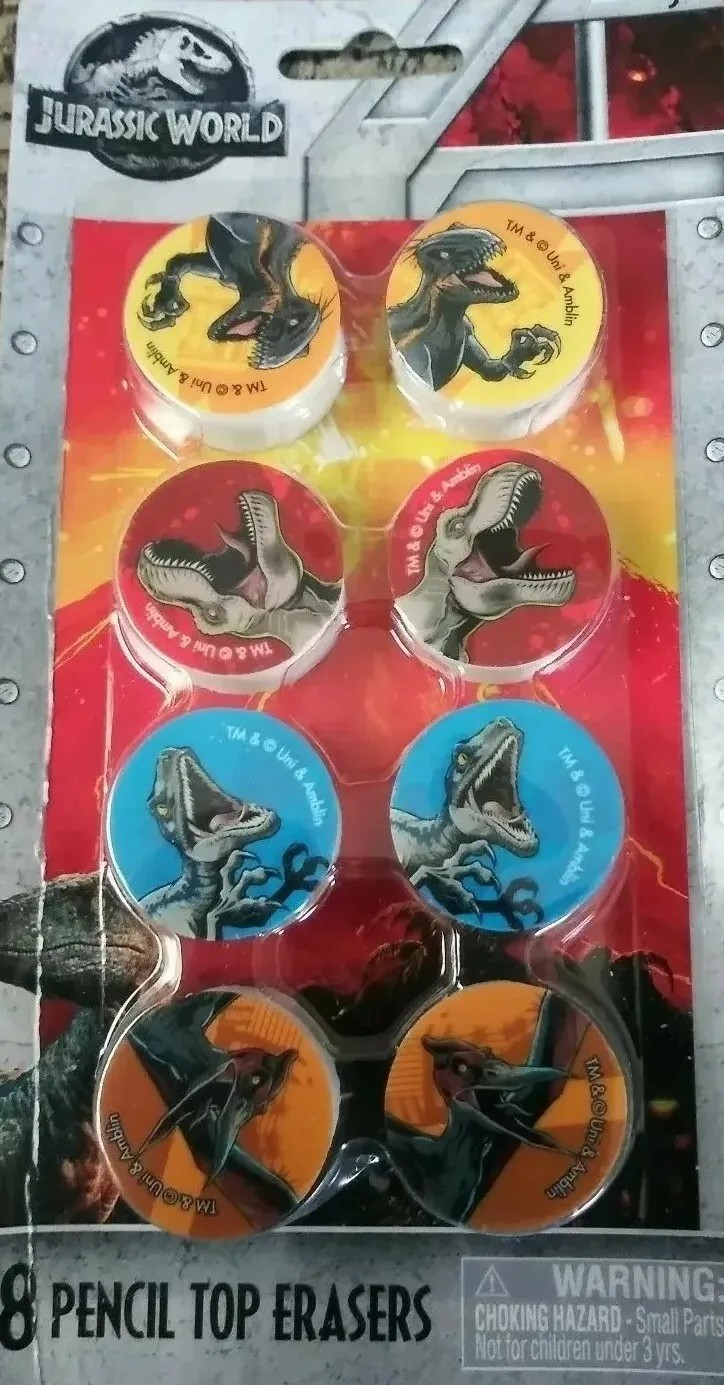 JURASSIC WORLD
TM & © Uni & Amblin
TM & © Uni & Amblin
TM & © Uni & Amblin
TM & © Uni & Amblin
TM & © Uni & Amblin
TM & © Uni & Amblin
TM & © Uni & Amblin
TM & © Uni & Amblin
8 PENCIL TOP ERASERS
WARNING:
CHOKING HAZARD - Small Parts
Not for children under 3 yrs.